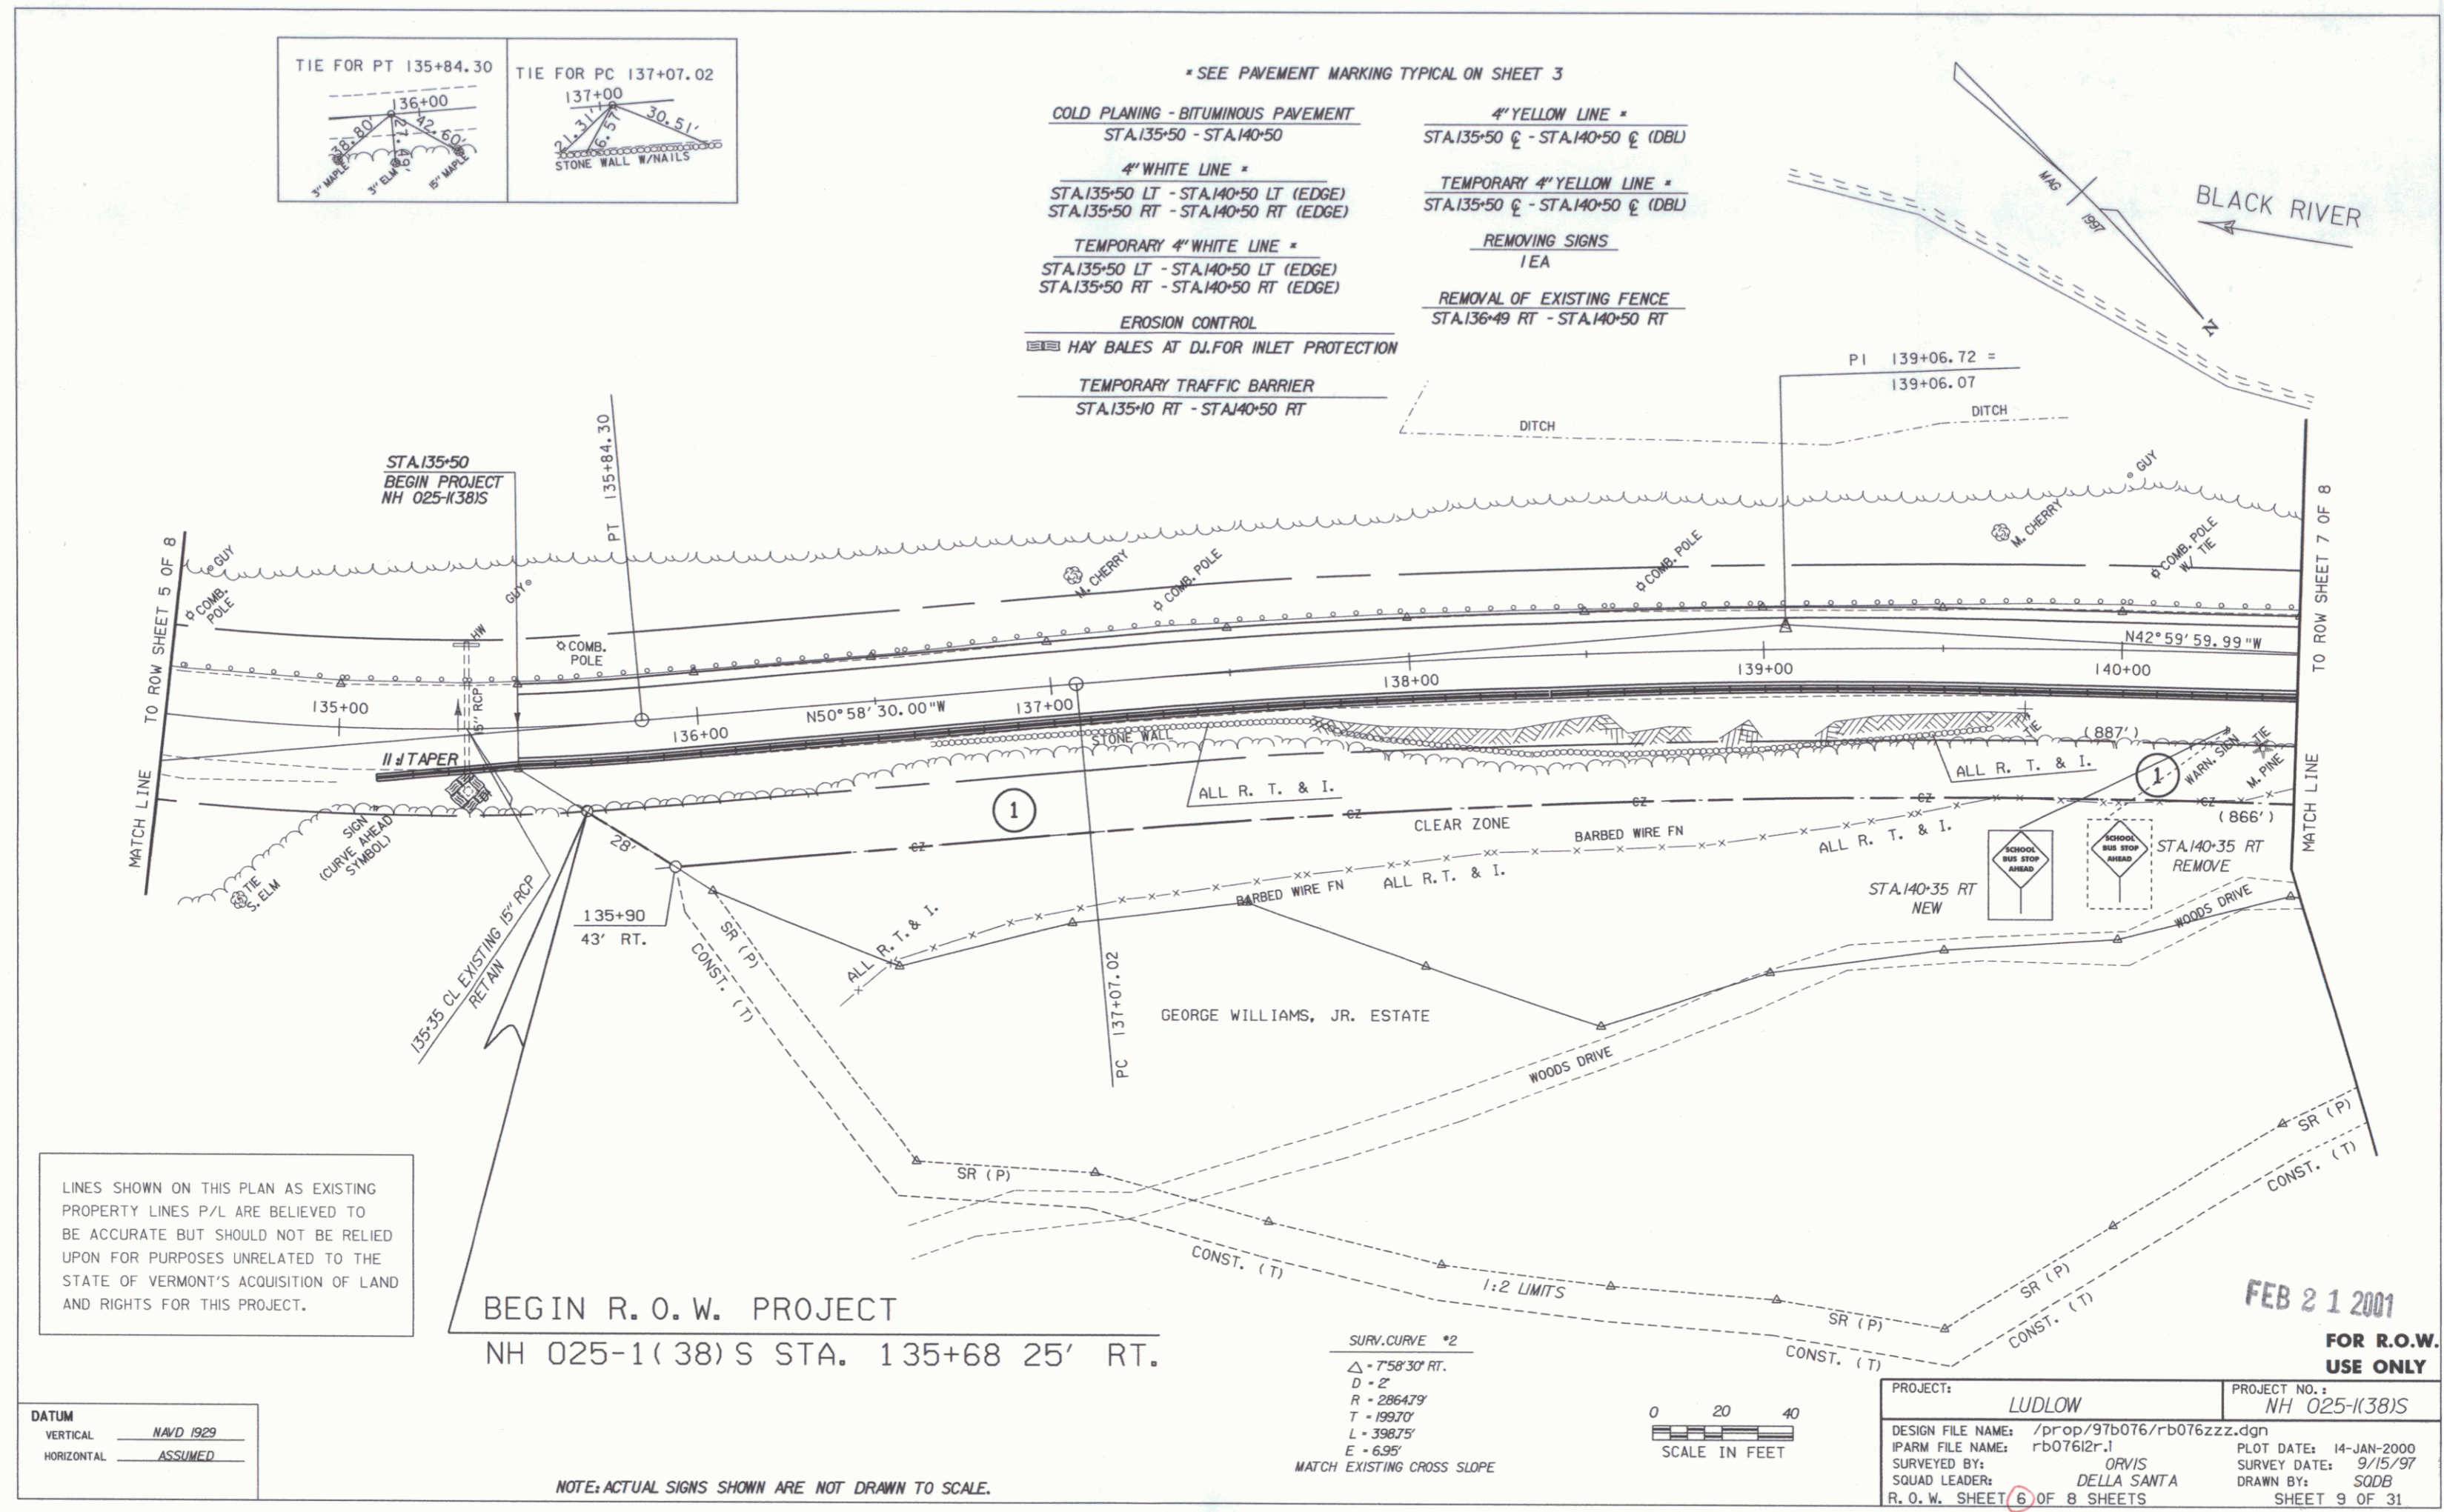 TIE FOR PT 135+84.30
136+00
38.80'
27.49'
42.60'
3" MAPLE
3" ELM
15" MAPLE
TIE FOR PC 137+07.02
137+00
21.31'
6.57'
30.51'
STONE WALL W/NAILS
* SEE PAVEMENT MARKING TYPICAL ON SHEET 3
COLD PLANING - BITUMINOUS PAVEMENT
STA.135+50 - STA.140+50
4" WHITE LINE *
STA.135+50 LT - STA.140+50 LT (EDGE)
STA.135+50 RT - STA.140+50 RT (EDGE)
TEMPORARY 4" WHITE LINE *
STA.135+50 LT - STA.140+50 LT (EDGE)
STA.135+50 RT - STA.140+50 RT (EDGE)
EROSION CONTROL
HAY BALES AT D.I. FOR INLET PROTECTION
TEMPORARY TRAFFIC BARRIER
STA.135+10 RT - STA.140+50 RT
4" YELLOW LINE *
STA.135+50 ℄ - STA.140+50 ℄ (DBL)
TEMPORARY 4" YELLOW LINE *
STA.135+50 ℄ - STA.140+50 ℄ (DBL)
REMOVING SIGNS
1 EA
REMOVAL OF EXISTING FENCE
STA.136+49 RT - STA.140+50 RT
MAG
1997
N
BLACK RIVER
PI 139+06.72 =
139+06.07
DITCH
DITCH
STA.135+50
BEGIN PROJECT
NH 025-1(38)S
PT 135+84.30
MATCH LINE TO ROW SHEET 5 OF 8
GUY
COMB.
POLE
GUY
HW
COMB.
POLE
M. CHERRY
COMB. POLE
COMB. POLE
M. CHERRY
GUY
COMB. POLE
W/ TIE
MATCH LINE TO ROW SHEET 7 OF 8
135+00
15" RCP
136+00
N50°58'30.00"W
137+00
138+00
139+00
140+00
N42°59'59.99"W
11:1 TAPER
STONE WALL
TIE
(887')
ALL R. T. & I.
ALL R. T. & I.
1
1
WARN. SIGN
TIE
M. PINE
(866')
CZ
CZ
CZ
CZ
CZ
CLEAR ZONE
BARBED WIRE FN
ALL R. T. & I.
BARBED WIRE FN
ALL R.T. & I.
ALL R. T. & I.
SIGN
(CURVE AHEAD
SYMBOL)
TIE
S. ELM
28'
135+90
43' RT.
135+35 CL EXISTING 15" RCP
RETAIN
SCHOOL
BUS STOP
AHEAD
STA.140+35 RT
NEW
SCHOOL
BUS STOP
AHEAD
STA.140+35 RT
REMOVE
WOODS DRIVE
SR (P)
CONST. (T)
PC 137+07.02
GEORGE WILLIAMS, JR. ESTATE
WOODS DRIVE
SR (P)
CONST. (T)
1:2 LIMITS
SR (P)
CONST. (T)
SR (P)
CONST. (T)
SR (P)
CONST. (T)
LINES SHOWN ON THIS PLAN AS EXISTING
PROPERTY LINES P/L ARE BELIEVED TO
BE ACCURATE BUT SHOULD NOT BE RELIED
UPON FOR PURPOSES UNRELATED TO THE
STATE OF VERMONT'S ACQUISITION OF LAND
AND RIGHTS FOR THIS PROJECT.
BEGIN R.O.W. PROJECT
NH 025-1(38)S STA. 135+68 25' RT.
SURV. CURVE #2
△ = 7°58'30" RT.
D = 2°
R = 2864.79'
T = 199.70'
L = 398.75'
E = 6.95'
MATCH EXISTING CROSS SLOPE
0 20 40
SCALE IN FEET
DATUM
VERTICAL NAVD 1929
HORIZONTAL ASSUMED
NOTE: ACTUAL SIGNS SHOWN ARE NOT DRAWN TO SCALE.
FEB 21 2001
FOR R.O.W.
USE ONLY
PROJECT: LUDLOW
PROJECT NO.: NH 025-1(38)S
DESIGN FILE NAME: /prop/97b076/rb076zzz.dgn
IPARM FILE NAME: rb07612r.i
PLOT DATE: 14-JAN-2000
SURVEYED BY: ORVIS
SURVEY DATE: 9/15/97
SQUAD LEADER: DELLA SANTA
DRAWN BY: SQDB
R.O.W. SHEET 6 OF 8 SHEETS
SHEET 9 OF 31